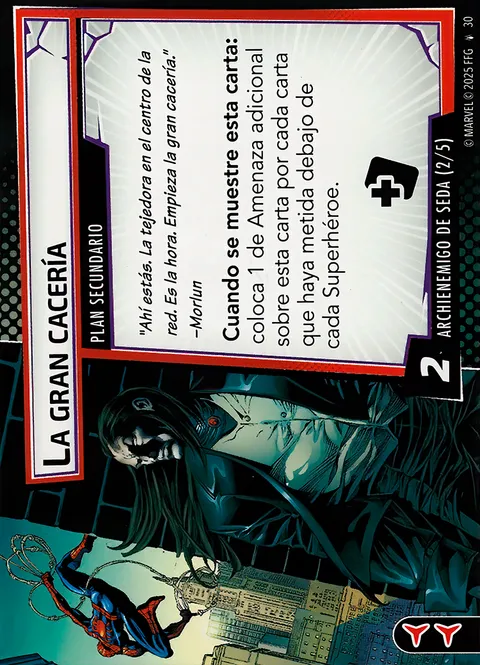 LA GRAN CACERÍA
PLAN SECUNDARIO
"Ahí estás. La tejedora en el centro de la
red. Es la hora. Empieza la gran cacería."
–Morlun
Cuando se muestre esta carta:
coloca 1 de Amenaza adicional
sobre esta carta por cada carta
que haya metida debajo de
cada Superhéroe.
2
ARCHIENEMIGO DE SEDA (2/5)
© MARVEL © 2025 FFG 30